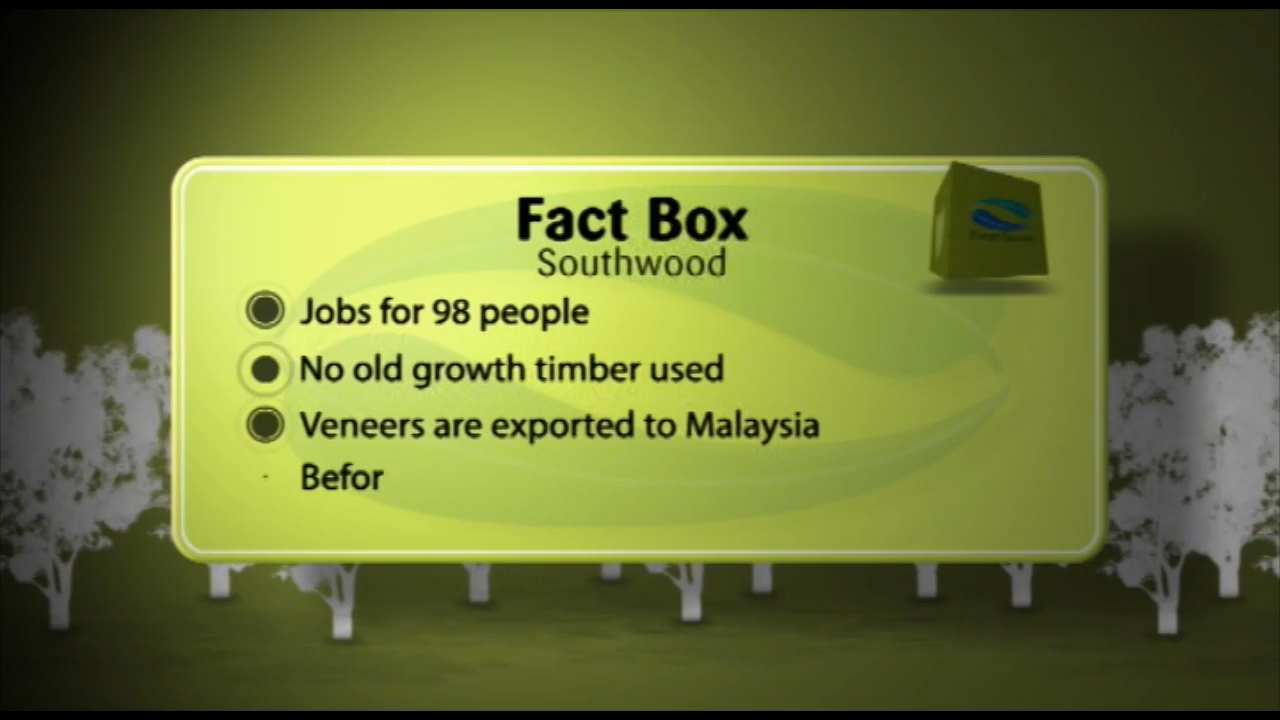 Fact Box
Southwood
Jobs for 98 people
No old growth timber used
Veneers are exported to Malaysia
Befor